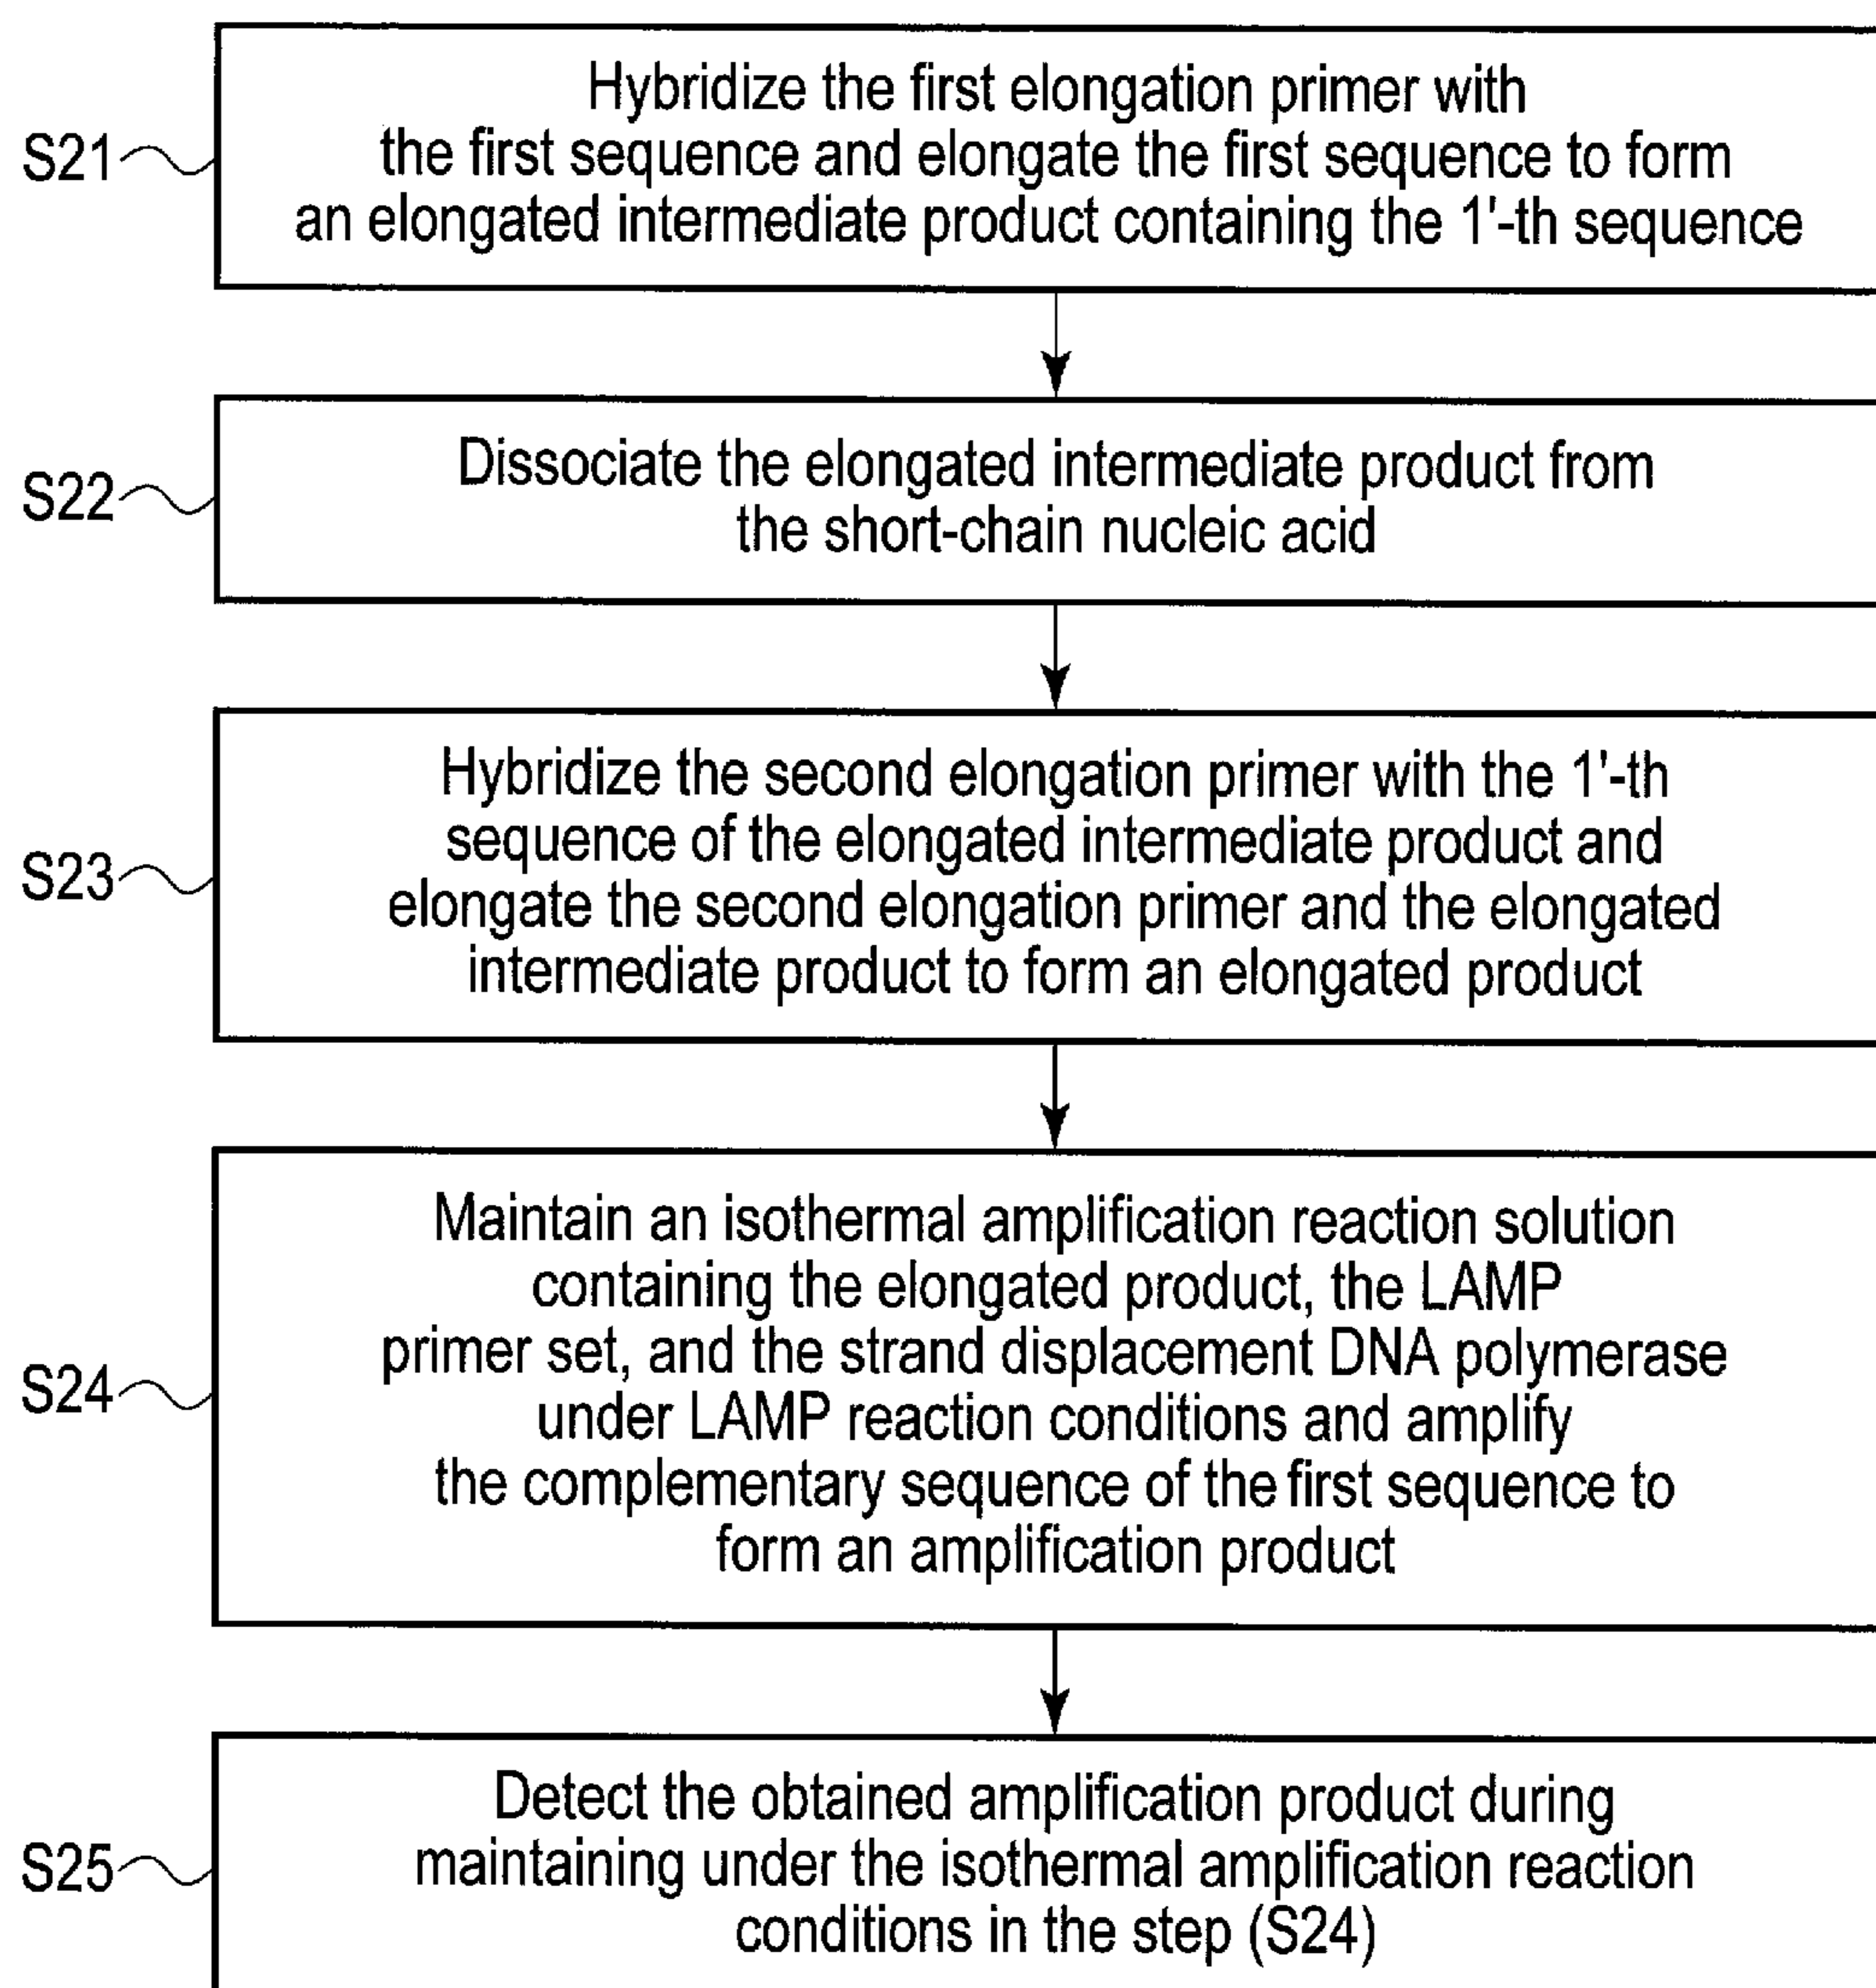 Hybridize the first elongation primer with
S21 the first sequence and elongate the first sequence to form
an elongated intermediate product containing the 1'-th sequence
Dissociate the elongated intermediate product from
S22
the short-chain nucleic acid
Hybridize the second elongation primer with the 1'-th
sequence of the elongated intermediate product and
S23
elongate the second elongation primer and the elongated
intermediate product to form an elongated product
Maintain an isothermal amplification reaction solution
containing the elongated product, the LAMP
primer set, and the strand displacement DNA polymerase
S24
under LAMP reaction conditions and amplify
the complementary sequence of the first sequence to
form an amplification product
Detect the obtained amplification product during
S25 maintaining under the isothermal amplification reaction
conditions in the step (S24)